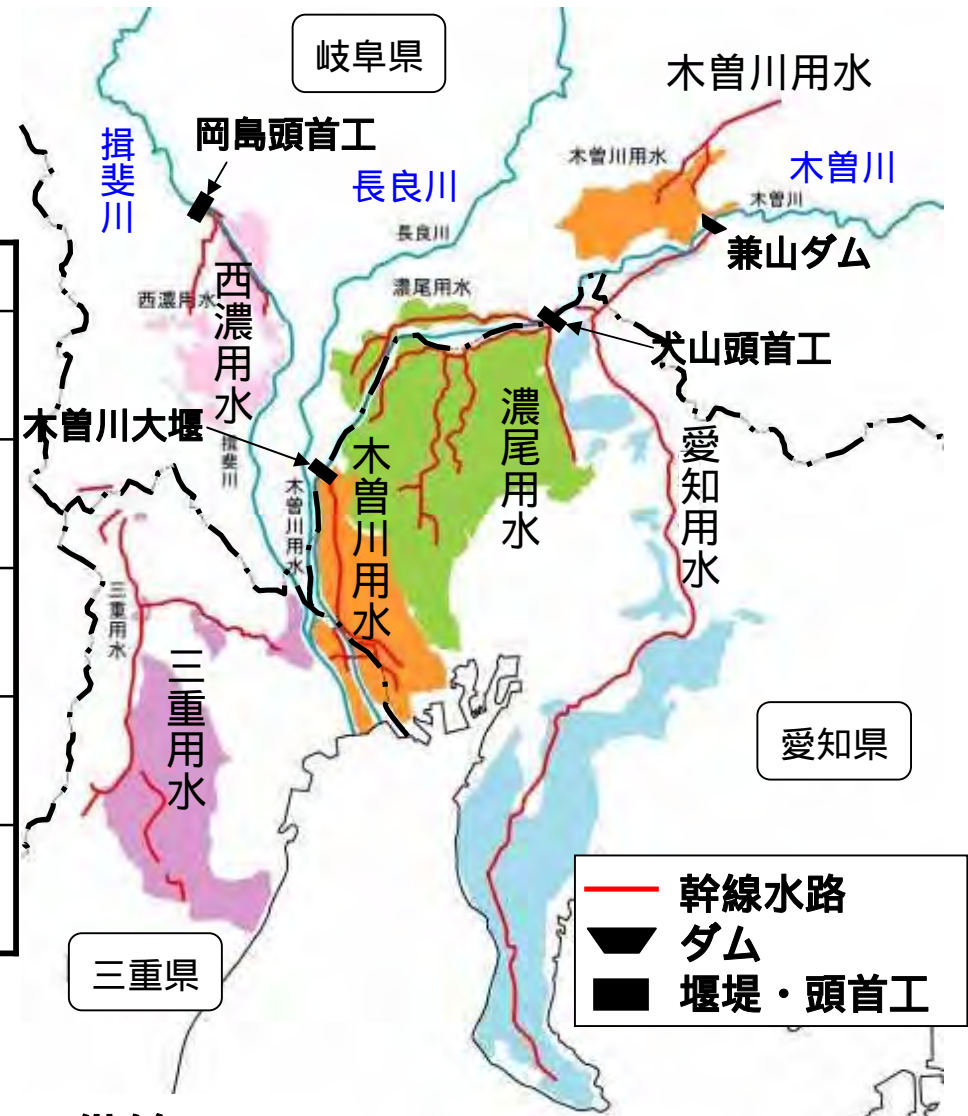 岐阜県
木曽川用水
岡島頭首工
揖斐川
長良川
木曽川用水
木曽川
木曽川
長良川
兼山ダム
西濃用水
西濃用水
濃尾用水
犬山頭首工
木曽川大堰
揖斐川
木曽川用水
木曽川用水
濃尾用水
愛知用水
三重用水
三重用水
愛知県
幹線水路
ダム
堰堤・頭首工
三重県